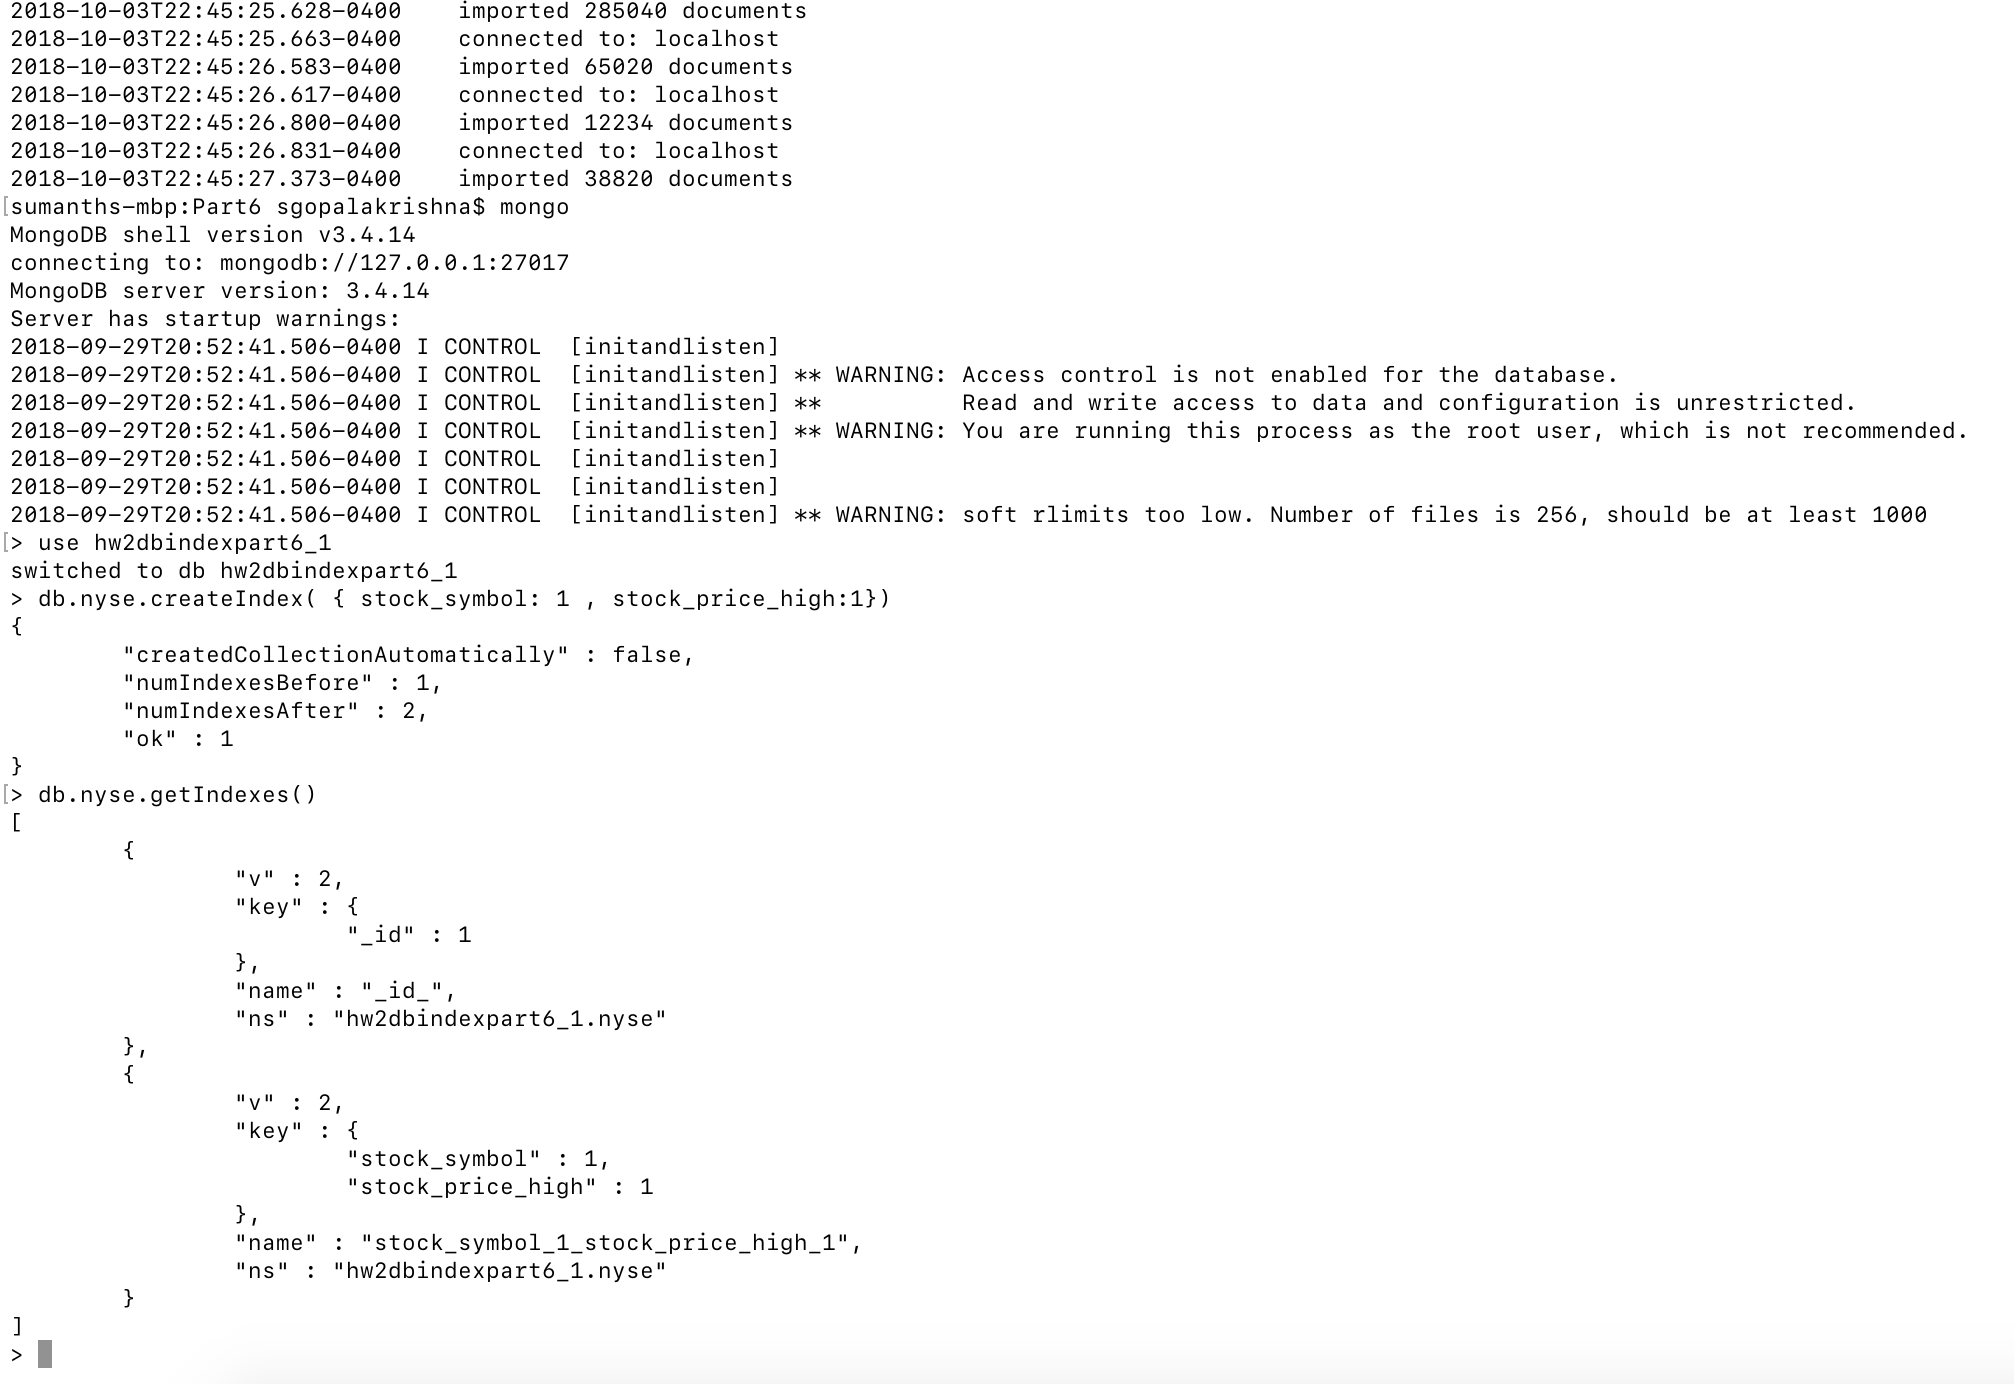 2018-10-03T22:45:25.628-0400    imported 285040 documents
2018-10-03T22:45:25.663-0400    connected to: localhost
2018-10-03T22:45:26.583-0400    imported 65020 documents
2018-10-03T22:45:26.617-0400    connected to: localhost
2018-10-03T22:45:26.800-0400    imported 12234 documents
2018-10-03T22:45:26.831-0400    connected to: localhost
2018-10-03T22:45:27.373-0400    imported 38820 documents
[sumanths-mbp:Part6 sgopalakrishna$ mongo
MongoDB shell version v3.4.14
connecting to: mongodb://127.0.0.1:27017
MongoDB server version: 3.4.14
Server has startup warnings:
2018-09-29T20:52:41.506-0400 I CONTROL  [initandlisten]
2018-09-29T20:52:41.506-0400 I CONTROL  [initandlisten] ** WARNING: Access control is not enabled for the database.
2018-09-29T20:52:41.506-0400 I CONTROL  [initandlisten] **          Read and write access to data and configuration is unrestricted.
2018-09-29T20:52:41.506-0400 I CONTROL  [initandlisten] ** WARNING: You are running this process as the root user, which is not recommended.
2018-09-29T20:52:41.506-0400 I CONTROL  [initandlisten]
2018-09-29T20:52:41.506-0400 I CONTROL  [initandlisten]
2018-09-29T20:52:41.506-0400 I CONTROL  [initandlisten] ** WARNING: soft rlimits too low. Number of files is 256, should be at least 1000
[> use hw2dbindexpart6_1
switched to db hw2dbindexpart6_1
> db.nyse.createIndex( { stock_symbol: 1 , stock_price_high:1})
{
        "createdCollectionAutomatically" : false,
        "numIndexesBefore" : 1,
        "numIndexesAfter" : 2,
        "ok" : 1
}
[> db.nyse.getIndexes()
[
        {
                "v" : 2,
                "key" : {
                        "_id" : 1
                },
                "name" : "_id_",
                "ns" : "hw2dbindexpart6_1.nyse"
        },
        {
                "v" : 2,
                "key" : {
                        "stock_symbol" : 1,
                        "stock_price_high" : 1
                },
                "name" : "stock_symbol_1_stock_price_high_1",
                "ns" : "hw2dbindexpart6_1.nyse"
        }
]
>